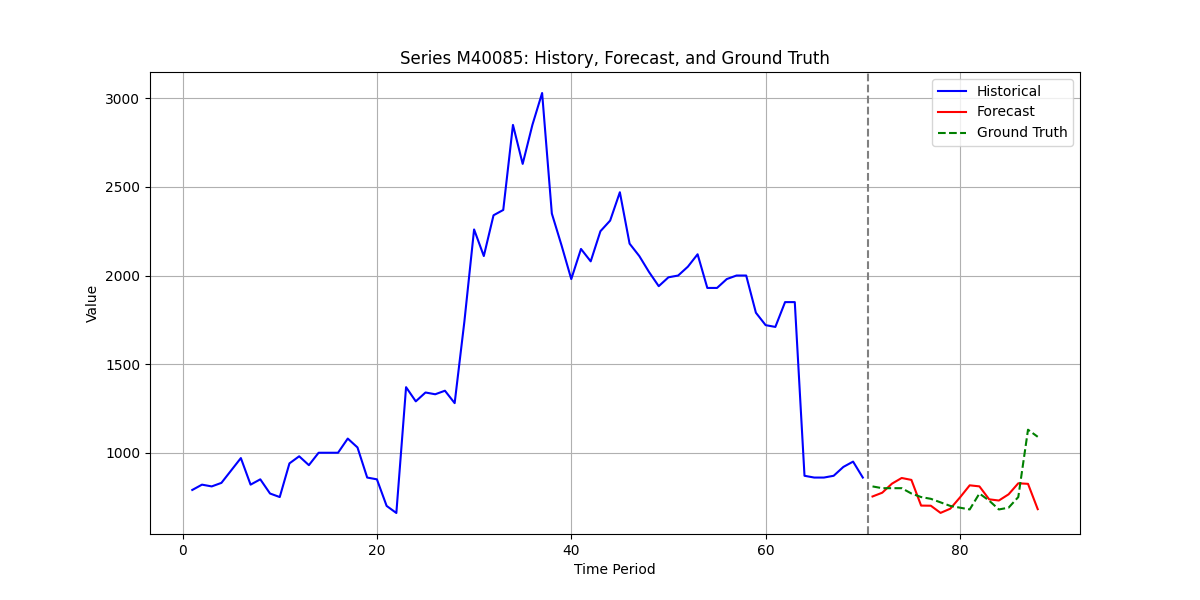 Series M40085: History, Forecast, and Ground Truth
Historical
Forecast
Ground Truth
Value
3000
2500
2000
1500
1000
0 20 40 60 80
Time Period